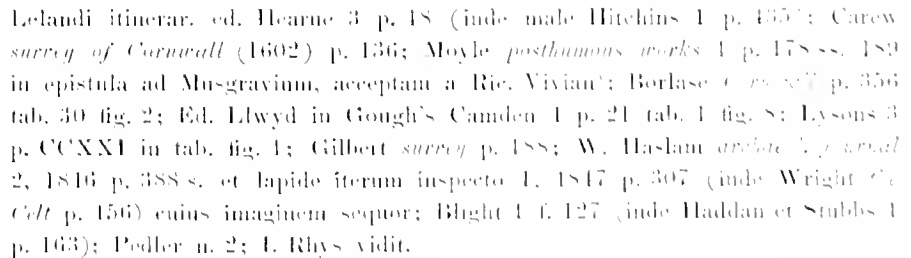 Lelandi itinerar. ed. Hearne 3 p. 18 (inde male Hitchins 1 p. 435); Carew
survey of Cornwall (1602) p. 136; Moyle posthumous works 1 p. 178 ss. 189
in epistula ad Musgravium, acceptam a Ric. Vivian; Borlase p. 356
tab. 30 fig. 2; Ed. Llwyd in Gough's Camden 1 p. 21 tab. 1 fig. 8; Lysons 3
p. CCXXI in tab. fig. 4; Gilbert survey p. 188; W. Haslam
2, 1846 p. 388 s. et lapide iterum inspecto 4, 1847 p. 307 (inde Wright
Celt p. 456) cuius imaginem sequor; Blight 1 f. 127 (inde Haddan et Stubbs 1
p. 163); Pedler n. 2; I. Rhys vidit.